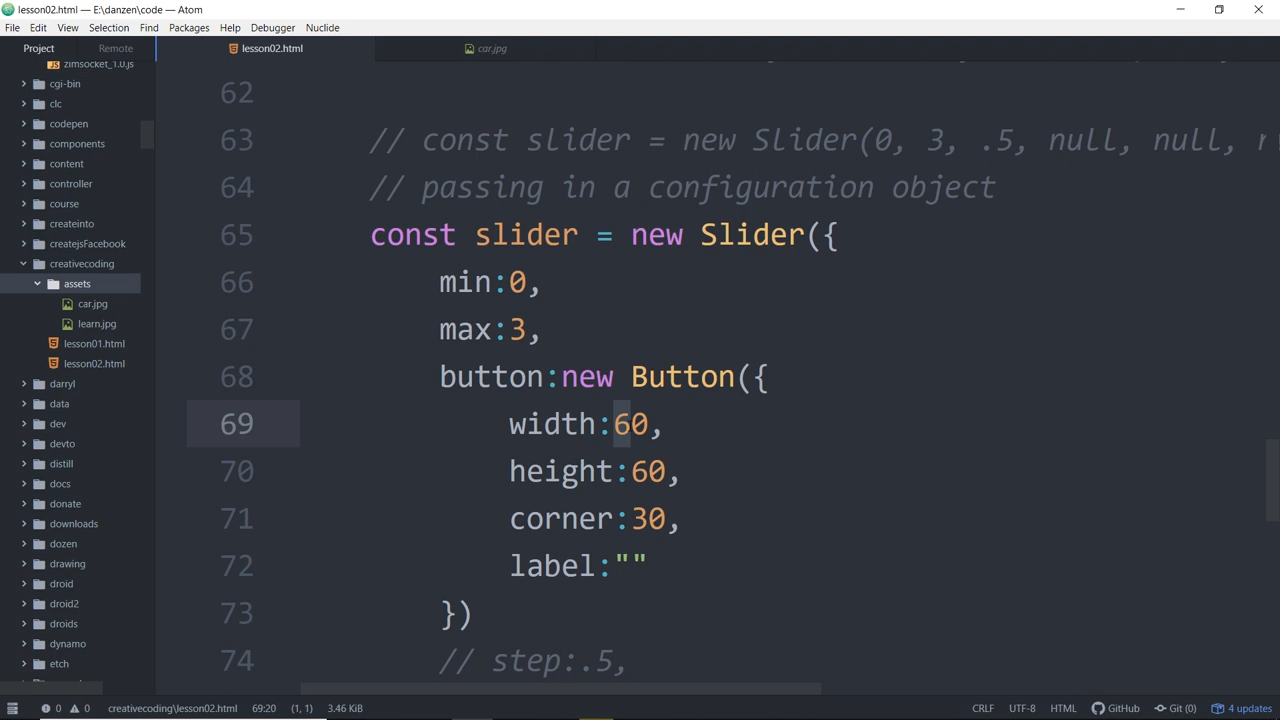 lesson02.html — E:\danzen\code — Atom
File Edit View Selection Find Packages Help Debugger Nuclide
Project Remote
lesson02.html
car.jpg
zimsocket_1.0.js
cgi-bin
clc
codepen
components
content
controller
course
createinto
createjsFacebook
creativecoding
assets
car.jpg
learn.jpg
lesson01.html
lesson02.html
darryl
data
dev
devto
distill
docs
donate
downloads
dozen
drawing
droid
droid2
droids
dynamo
etch
62
63 // const slider = new Slider(0, 3, .5, null, null,
64 // passing in a configuration object
65 const slider = new Slider({
66 min:0,
67 max:3,
68 button:new Button({
69 width:60,
70 height:60,
71 corner:30,
72 label:""
73 })
74 // step:.5,
0 0 creativecoding\lesson02.html 69:20 (1, 1) 3.46 KiB CRLF UTF-8 HTML GitHub Git (0) 4 updates